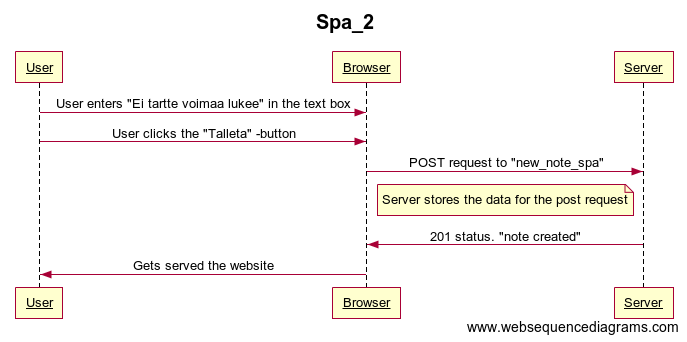 Spa_2
User Browser Server
User enters "Ei tartte voimaa lukee" in the text box
User clicks the "Talleta" -button
POST request to "new_note_spa"
Server stores the data for the post request
201 status. "note created"
Gets served the website
User Browser Server
www.websequencediagrams.com